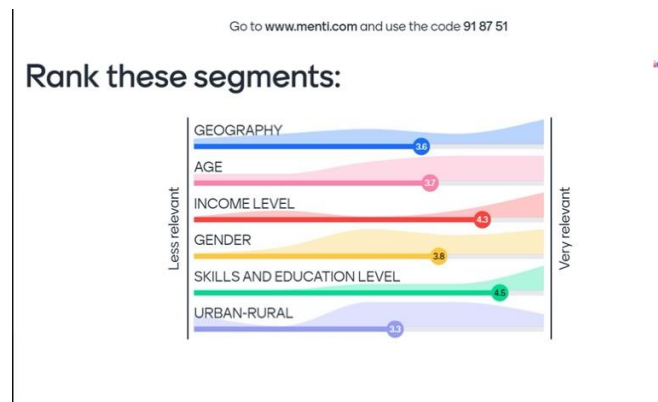 Go to www.menti.com and use the code 91 87 51
Rank these segments:
GEOGRAPHY
3.6
AGE
3.7
INCOME LEVEL
4.3
GENDER
3.8
SKILLS AND EDUCATION LEVEL
4.5
URBAN-RURAL
3.3
Less relevant
Very relevant